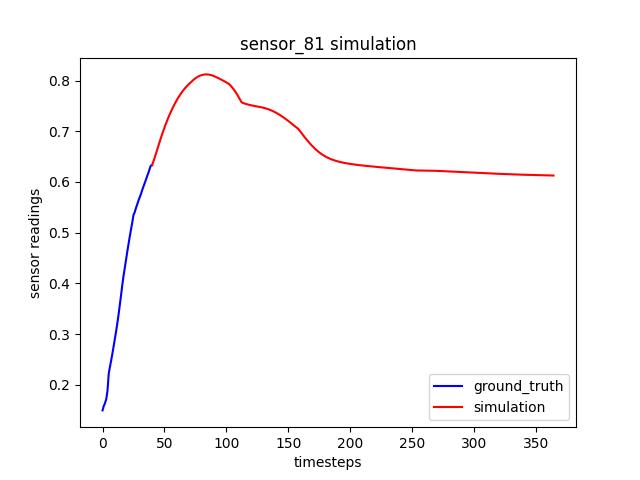 sensor_81 simulation
sensor readings
0.8
0.7
0.6
0.5
0.4
0.3
0.2
0 50 100 150 200 250 300 350
timesteps
ground_truth
simulation